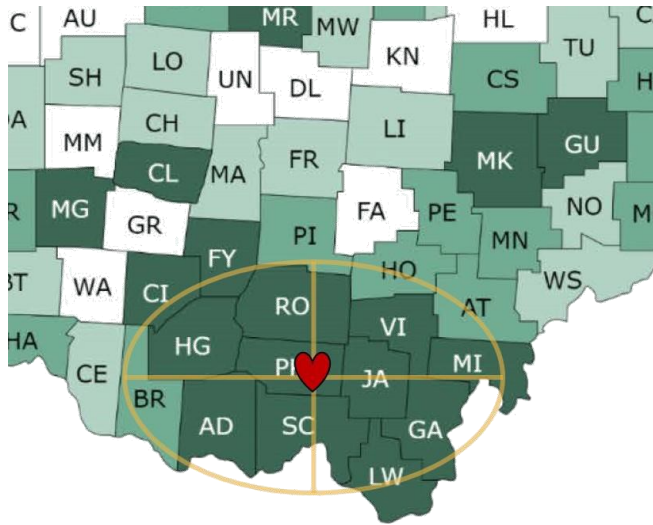 C AU MR MW HL C
SH LO UN DL KN CS TU H
DA MM CH LI MK GU
CL MA FR
MG GR FA PE NO M
R PI MN
FY HO
BT WA CI RO AT WS
HA HG VI
CE JA MI
BR AD SC GA
LW